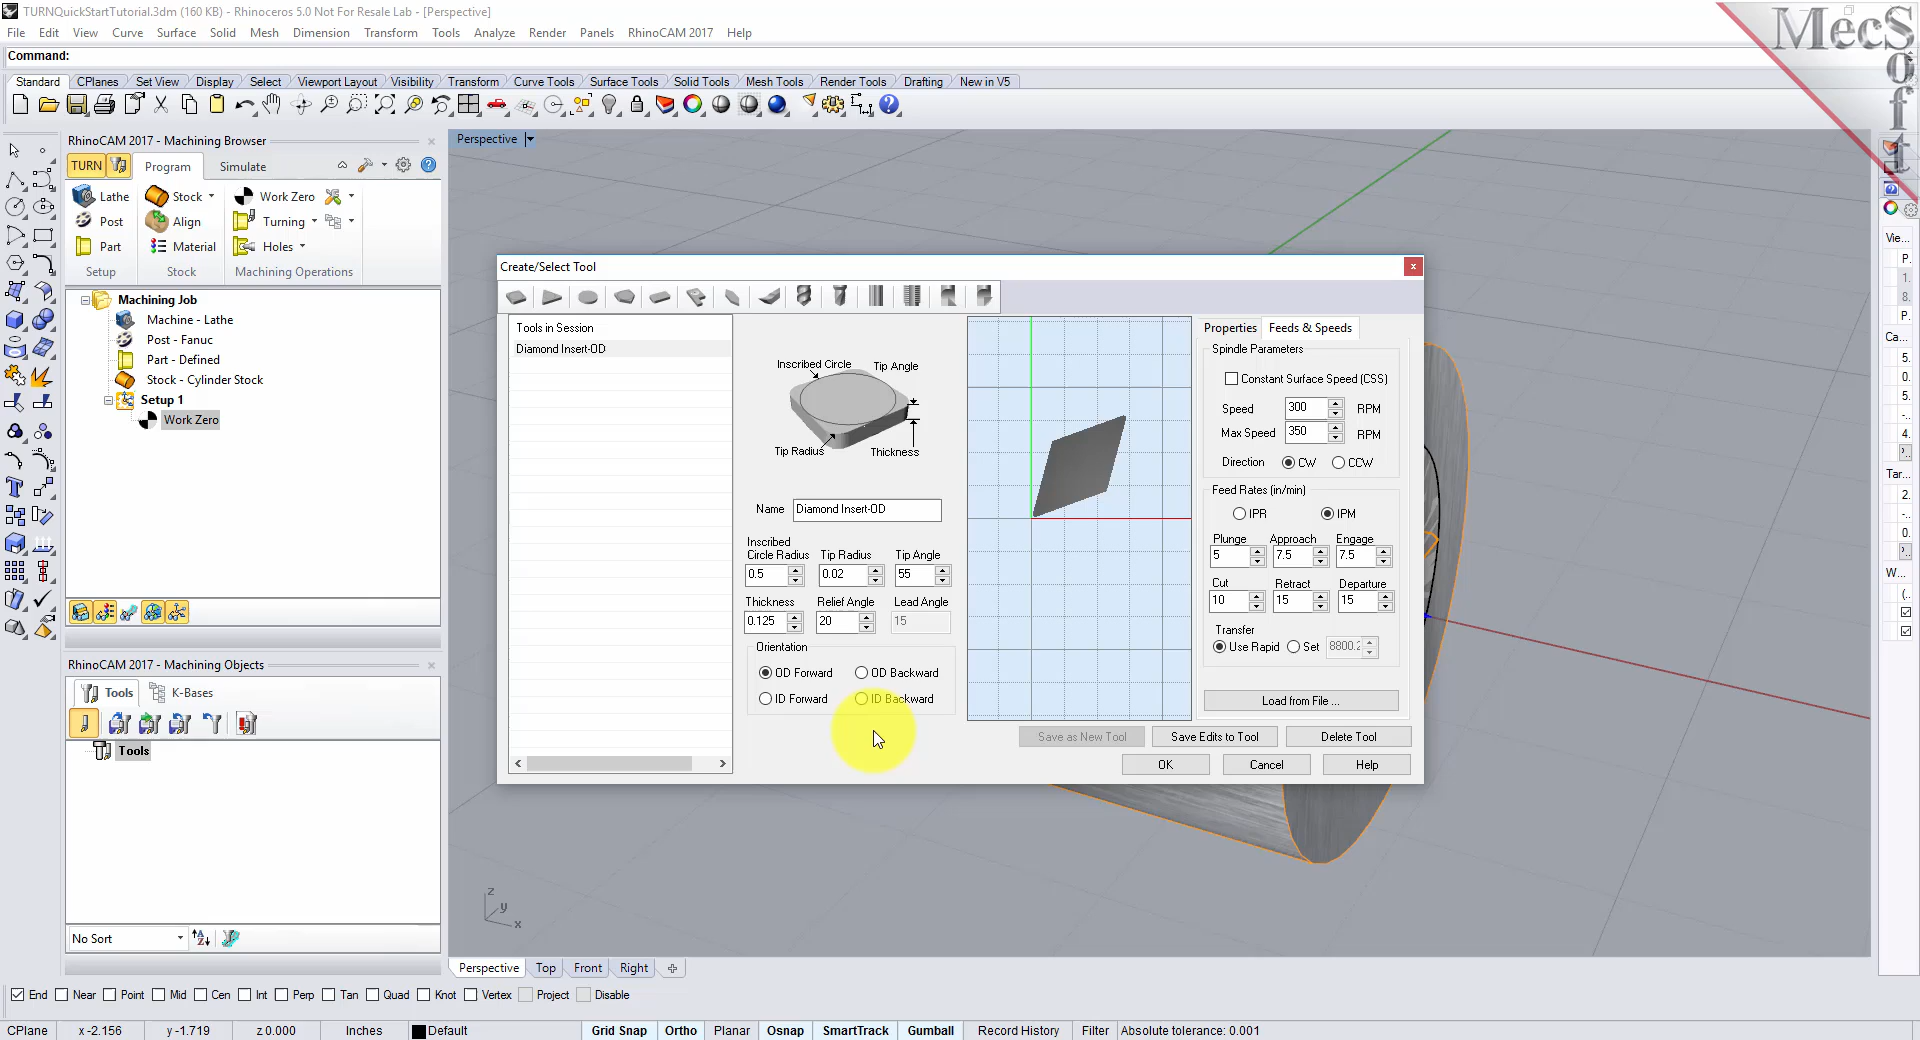 TURNQuickStartTutorial.3dm (160 KB) - Rhinoceros 5.0 Not For Resale Lab - [Perspective]
File Edit View Curve Surface Solid Mesh Dimension Transform Tools Analyze Render Panels RhinoCAM 2017 Help
MecSoft
Command:
Standard CPlanes Set View Display Select Viewport Layout Visibility Transform Curve Tools Surface Tools Solid Tools Mesh Tools Render Tools Drafting New in V5
RhinoCAM 2017 - Machining Browser
TURN Program Simulate
Lathe Stock Work Zero
Post Align Turning
Part Material Holes
Setup Stock Machining Operations
Machining Job
Machine - Lathe
Post - Fanuc
Part - Defined
Stock - Cylinder Stock
Setup 1
Work Zero
RhinoCAM 2017 - Machining Objects
Tools K-Bases
Tools
No Sort
Perspective
Create/Select Tool
Tools in Session
Diamond Insert-OD
Inscribed Circle
Tip Angle
Tip Radius
Thickness
Name Diamond Insert-OD
Inscribed
Circle Radius Tip Radius Tip Angle
0.5 0.02 55
Thickness Relief Angle Lead Angle
0.125 20 15
Orientation
OD Forward OD Backward
ID Forward ID Backward
Properties Feeds & Speeds
Spindle Parameters
Constant Surface Speed (CSS)
Speed 300 RPM
Max Speed 350 RPM
Direction CW CCW
Feed Rates (in/min)
IPR IPM
Plunge Approach Engage
5 7.5 7.5
Cut Retract Departure
10 15 15
Transfer
Use Rapid Set 8800.
Load from File ...
Save as New Tool Save Edits to Tool Delete Tool
OK Cancel Help
z
y
x
Vie...
P.
1.
8.
P.
Ca...
5.
0.
5.
-.
4.
Tar...
2.
-.
0.
W...
(..
Perspective Top Front Right
End Near Point Mid Cen Int Perp Tan Quad Knot Vertex Project Disable
CPlane x -2.156 y -1.719 z 0.000 Inches Default Grid Snap Ortho Planar Osnap SmartTrack Gumball Record History Filter Absolute tolerance: 0.001